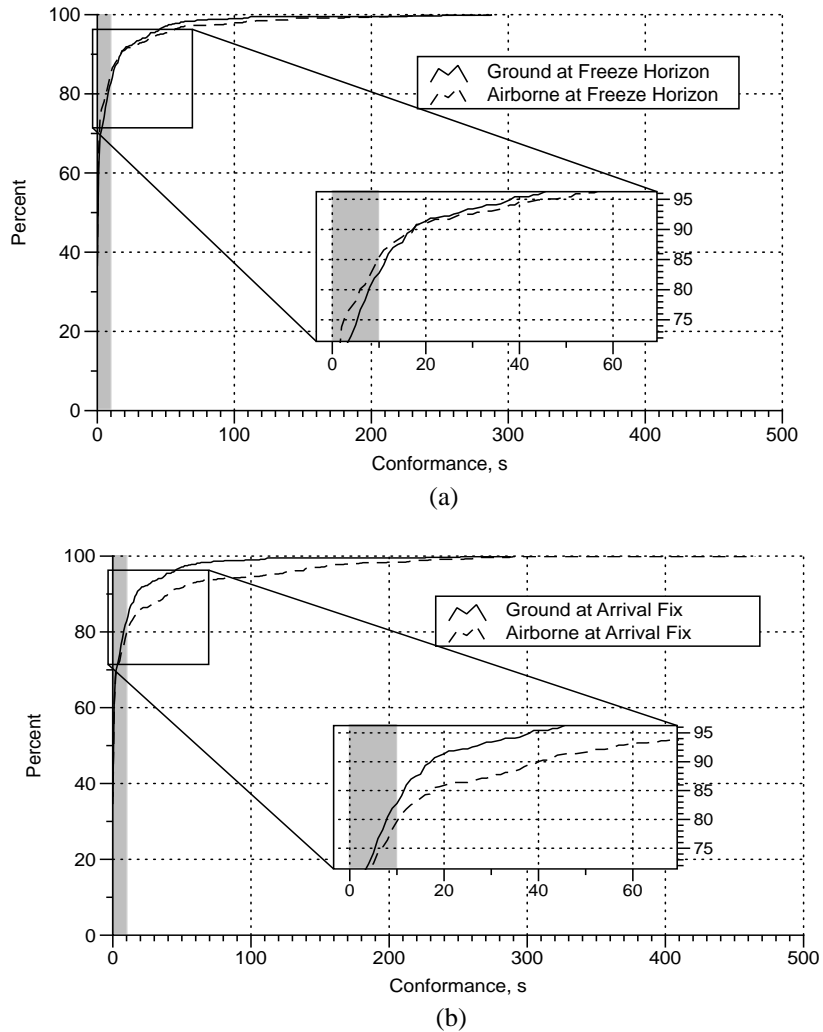 100
80
60
40
20
0
Percent
Ground at Freeze Horizon
Airborne at Freeze Horizon
95
90
85
80
75
0 20 40 60
0 100 200 300 400 500
Conformance, s
(a)
100
80
60
40
20
0
Percent
Ground at Arrival Fix
Airborne at Arrival Fix
95
90
85
80
75
0 20 40 60
0 100 200 300 400 500
Conformance, s
(b)